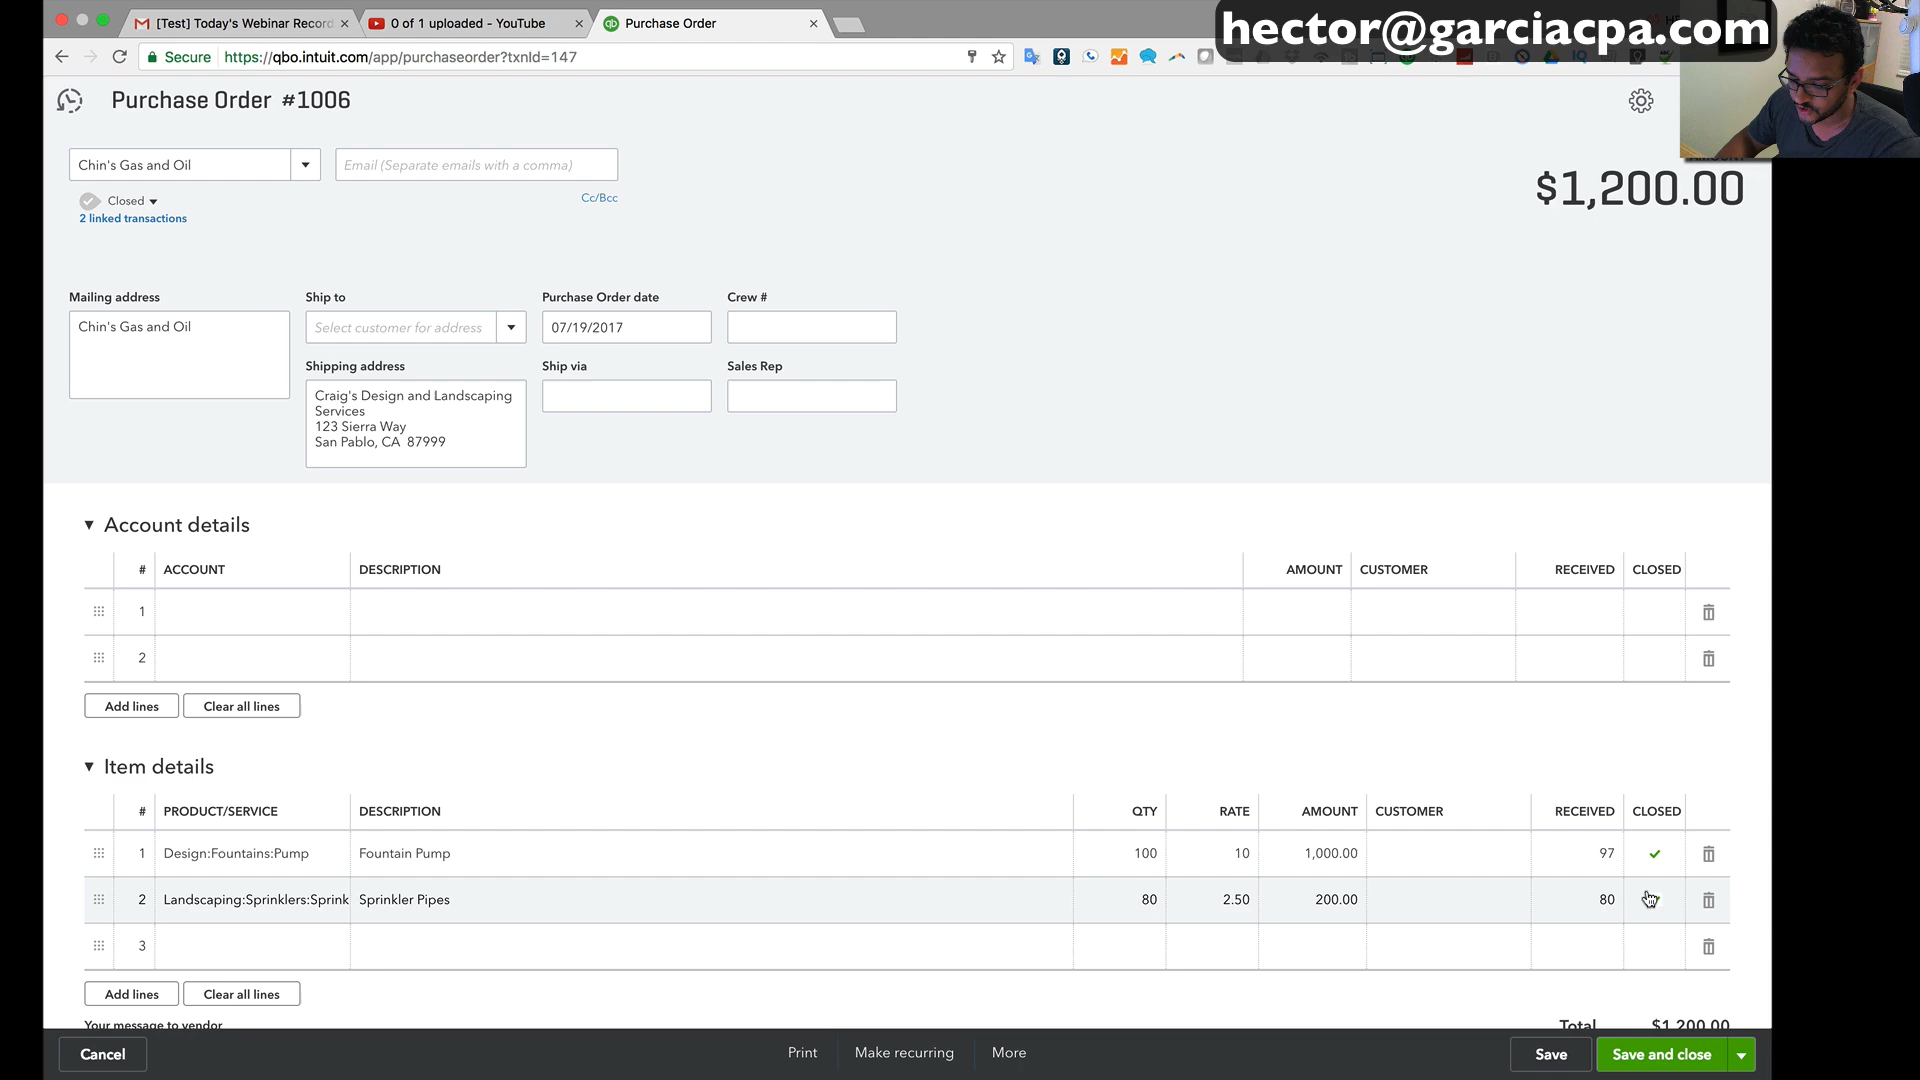 [Test] Today's Webinar Record
0 of 1 uploaded - YouTube
Purchase Order
hector@garciacpa.com
Secure
https://qbo.intuit.com/app/purchaseorder?txnId=147
Purchase Order #1006
Chin's Gas and Oil
Email (Separate emails with a comma)
$1,200.00
Closed
Cc/Bcc
2 linked transactions
Mailing address
Ship to
Purchase Order date
Crew #
Chin's Gas and Oil
Select customer for address
07/19/2017
Shipping address
Ship via
Sales Rep
Craig's Design and Landscaping
Services
123 Sierra Way
San Pablo, CA 87999
Account details
# ACCOUNT DESCRIPTION AMOUNT CUSTOMER RECEIVED CLOSED
1
2
Add lines
Clear all lines
Item details
# PRODUCT/SERVICE DESCRIPTION QTY RATE AMOUNT CUSTOMER RECEIVED CLOSED
1 Design:Fountains:Pump Fountain Pump 100 10 1,000.00 97
2 Landscaping:Sprinklers:Sprink Sprinkler Pipes 80 2.50 200.00 80
3
Add lines
Clear all lines
Your message to vendor
Total $1,200.00
Cancel
Print
Make recurring
More
Save
Save and close